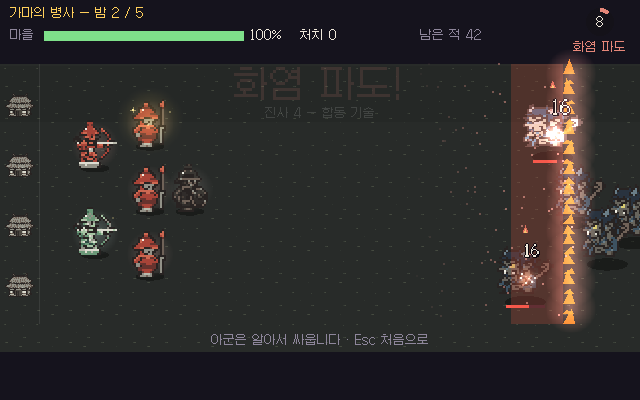 가마의 병사 – 밤 2 / 5
8
마을 100% 처치 0 남은 적 42
화염 파도
화염 파도!
진사 4 – 합동 기술
16
16
아군은 알아서 싸웁니다 · Esc 처음으로